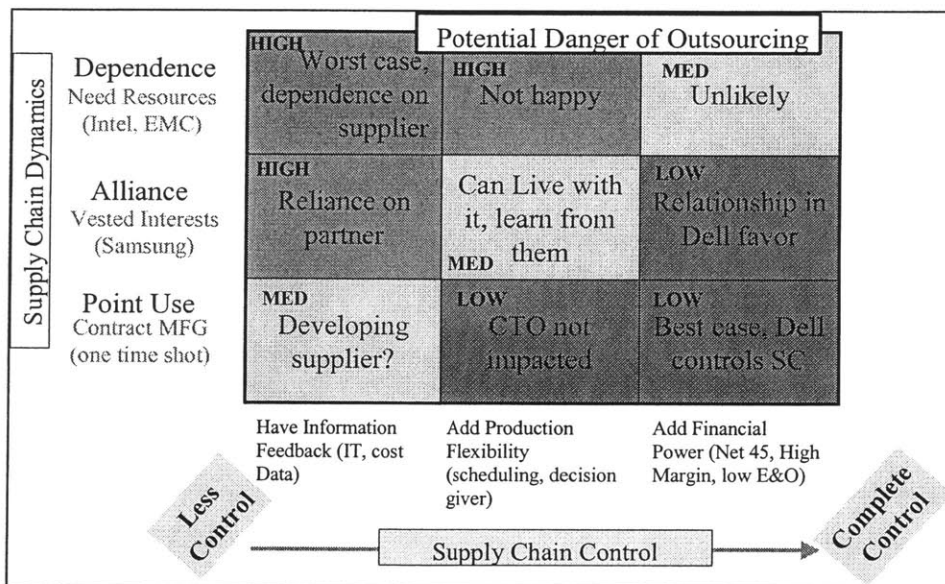 Potential Danger of Outsourcing
Supply Chain Dynamics
Dependence
Need Resources
(Intel, EMC)
HIGH
Worst case,
dependence on
supplier
HIGH
Not happy
MED
Unlikely
Alliance
Vested Interests
(Samsung)
HIGH
Reliance on
partner
Can Live with
it, learn from
them
MED
LOW
Relationship in
Dell favor
Point Use
Contract MFG
(one time shot)
MED
Developing
supplier?
LOW
CTO not
impacted
LOW
Best case, Dell
controls SC
Have Information
Feedback (IT, cost
Data)
Add Production
Flexibility
(scheduling, decision
giver)
Add Financial
Power (Net 45, High
Margin, low E&O)
Less
Control
Supply Chain Control
Complete
Control